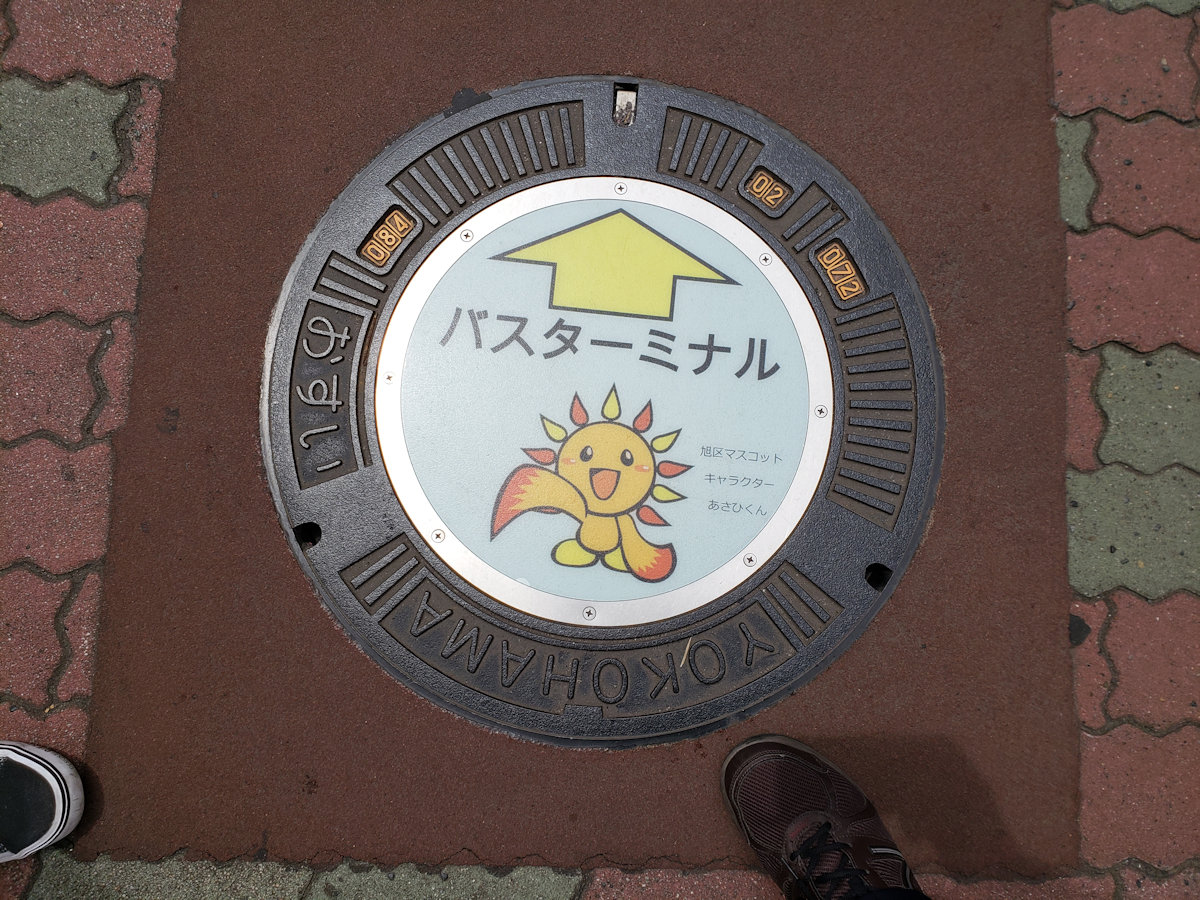 084
02
072
おすい
バスターミナル
旭区マスコット
キャラクター
あさひくん
YOKOHAMA